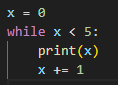 x = 0
while x < 5:
    print(x)
    x += 1